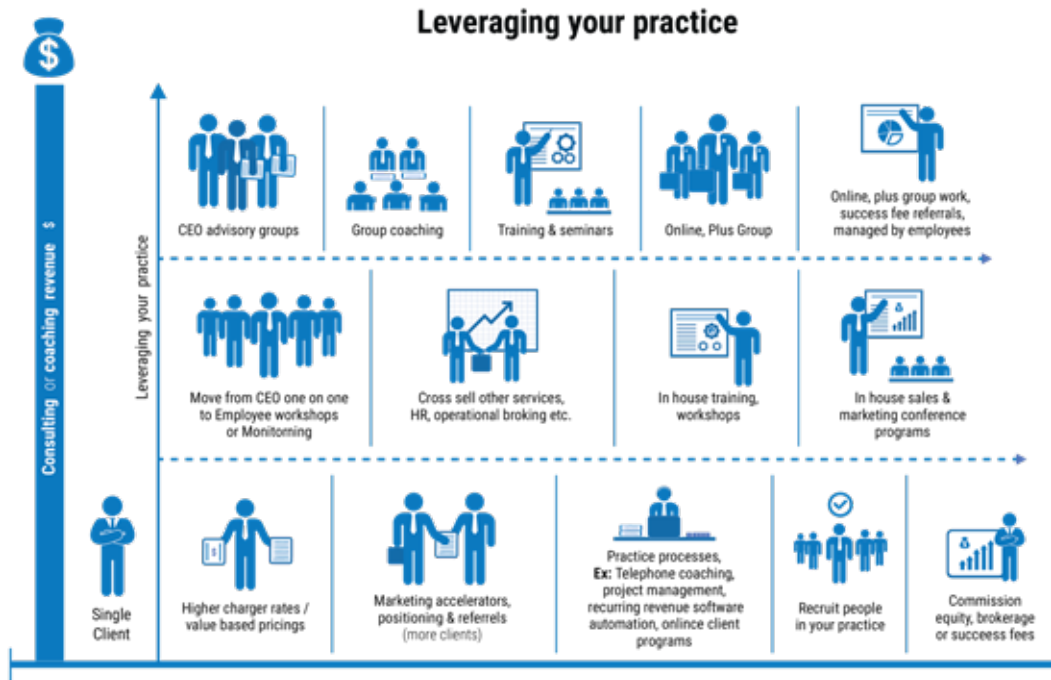 Leveraging your practice
$
Consulting or coaching revenue $
Leveraging your practice
CEO advisory groups
Group coaching
Training & seminars
Online, Plus Group
Online, plus group work,
success fee referrals,
managed by employees
Move from CEO one on one
to Employee workshops
or Monitorning
Cross sell other services,
HR, operational broking etc.
In house training,
workshops
In house sales &
marketing conference
programs
Single
Client
$
Higher charger rates /
value based pricings
Marketing accelerators,
positioning & referrals
(more clients)
Practice processes,
Ex: Telephone coaching,
project management,
recurring revenue software
automation, onlince client
programs
Recruit people
in your practice
Commission
equity, brokerage
or success fees